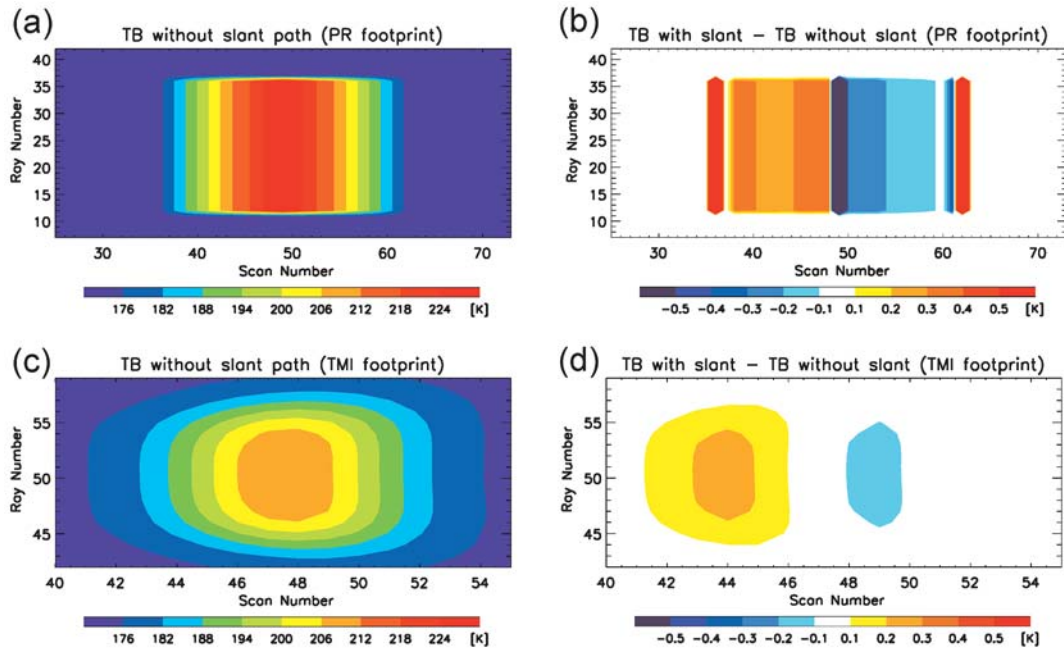 (a)
TB without slant path (PR footprint)
Ray Number
40
35
30
25
20
15
10
30 40 50 60 70
Scan Number
176 182 188 194 200 206 212 218 224 [K]
(b)
TB with slant – TB without slant (PR footprint)
Ray Number
40
35
30
25
20
15
10
30 40 50 60 70
Scan Number
-0.5 -0.4 -0.3 -0.2 -0.1 0.1 0.2 0.3 0.4 0.5 [K]
(c)
TB without slant path (TMI footprint)
Ray Number
55
50
45
40 42 44 46 48 50 52 54
Scan Number
176 182 188 194 200 206 212 218 224 [K]
(d)
TB with slant – TB without slant (TMI footprint)
Ray Number
55
50
45
40 42 44 46 48 50 52 54
Scan Number
-0.5 -0.4 -0.3 -0.2 -0.1 0.1 0.2 0.3 0.4 0.5 [K]